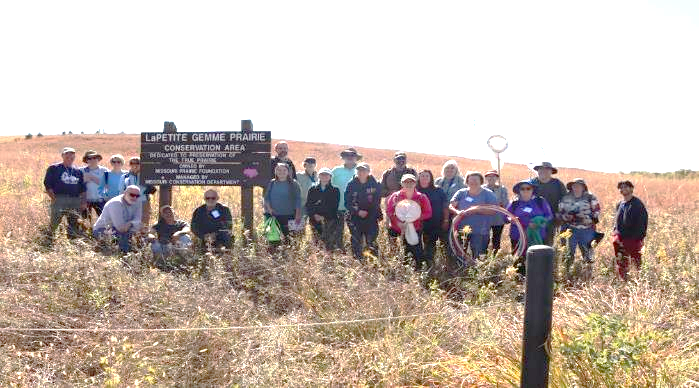 LaPETITE GEMME PRAIRIE
CONSERVATION AREA
DEDICATED TO PRESERVATION OF
THE TRUE PRAIRIE
OWNED BY
MISSOURI PRAIRIE FOUNDATION
MANAGED BY
MISSOURI CONSERVATION DEPARTMENT